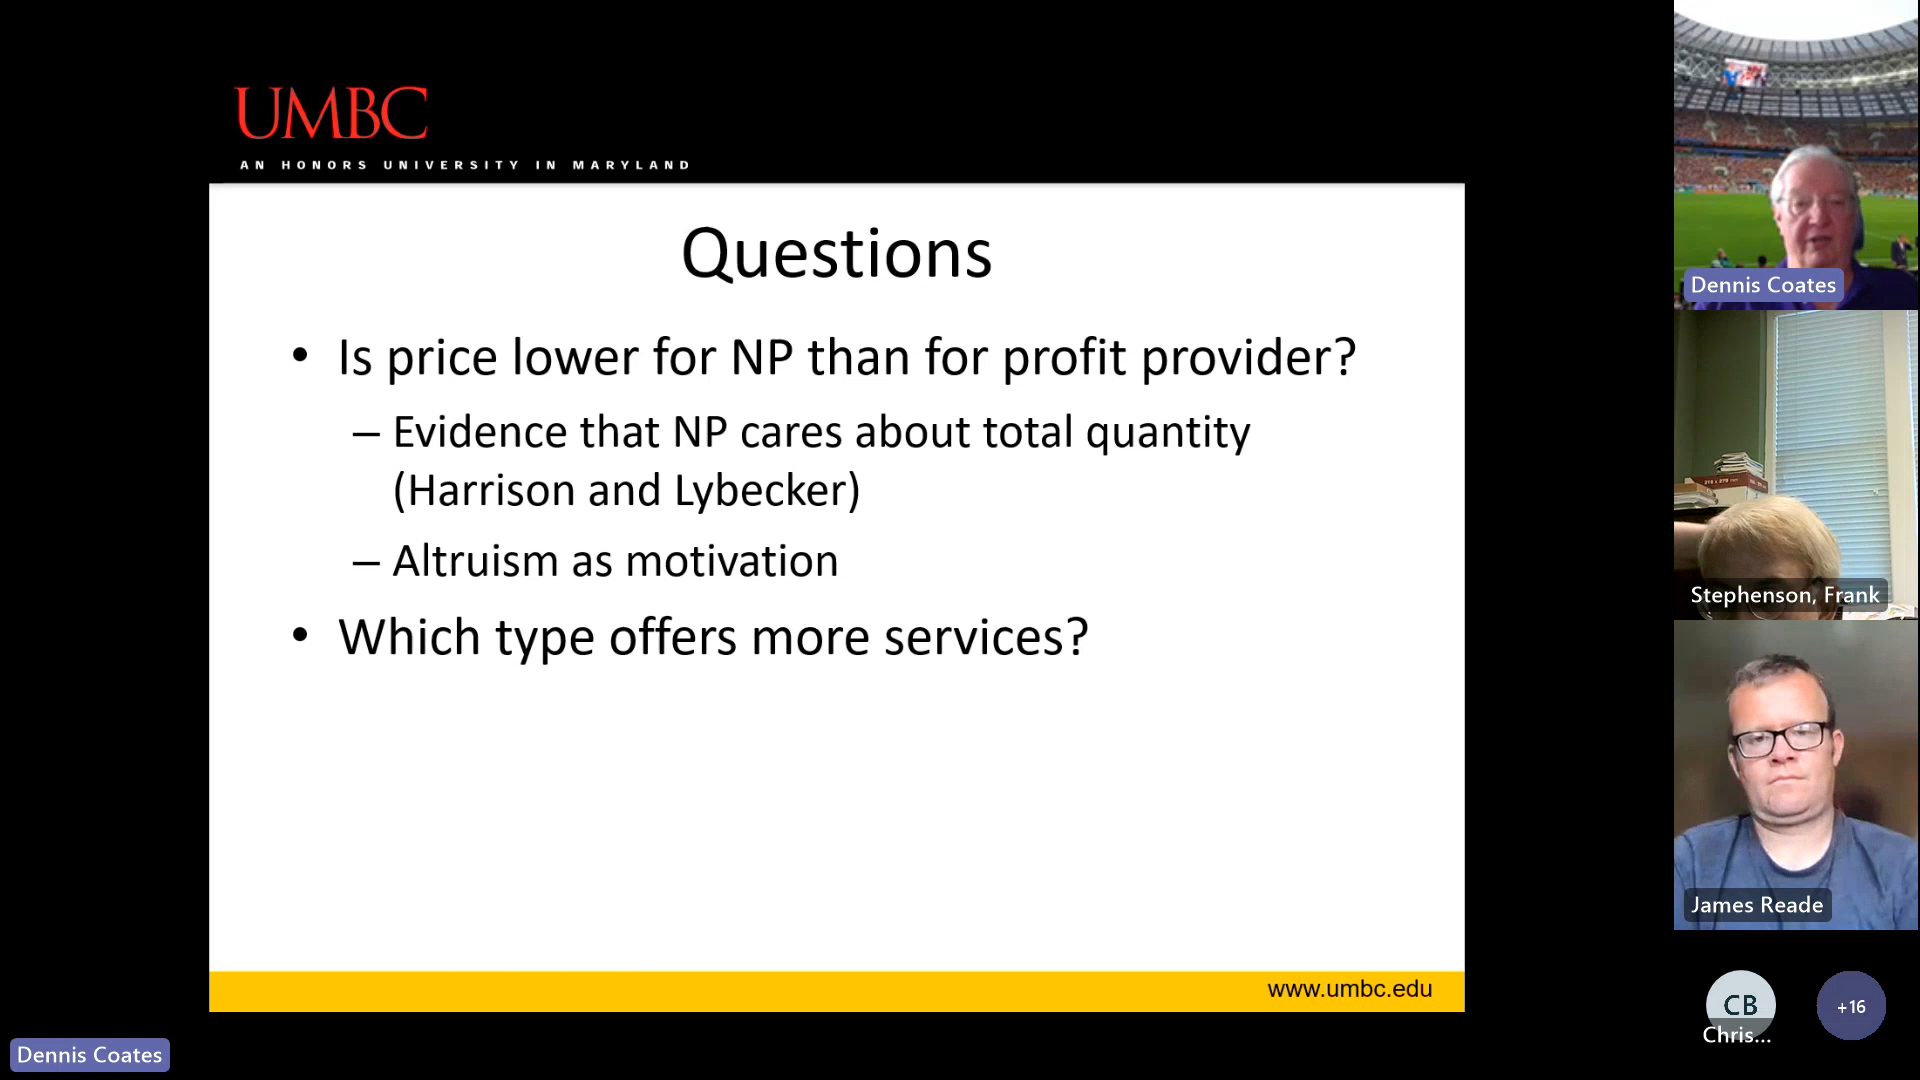 UMBC
AN HONORS UNIVERSITY IN MARYLAND
Questions
• Is price lower for NP than for profit provider?
– Evidence that NP cares about total quantity
(Harrison and Lybecker)
– Altruism as motivation
• Which type offers more services?
www.umbc.edu
Dennis Coates
Dennis Coates
Stephenson, Frank
James Reade
CB
Chris...
+16